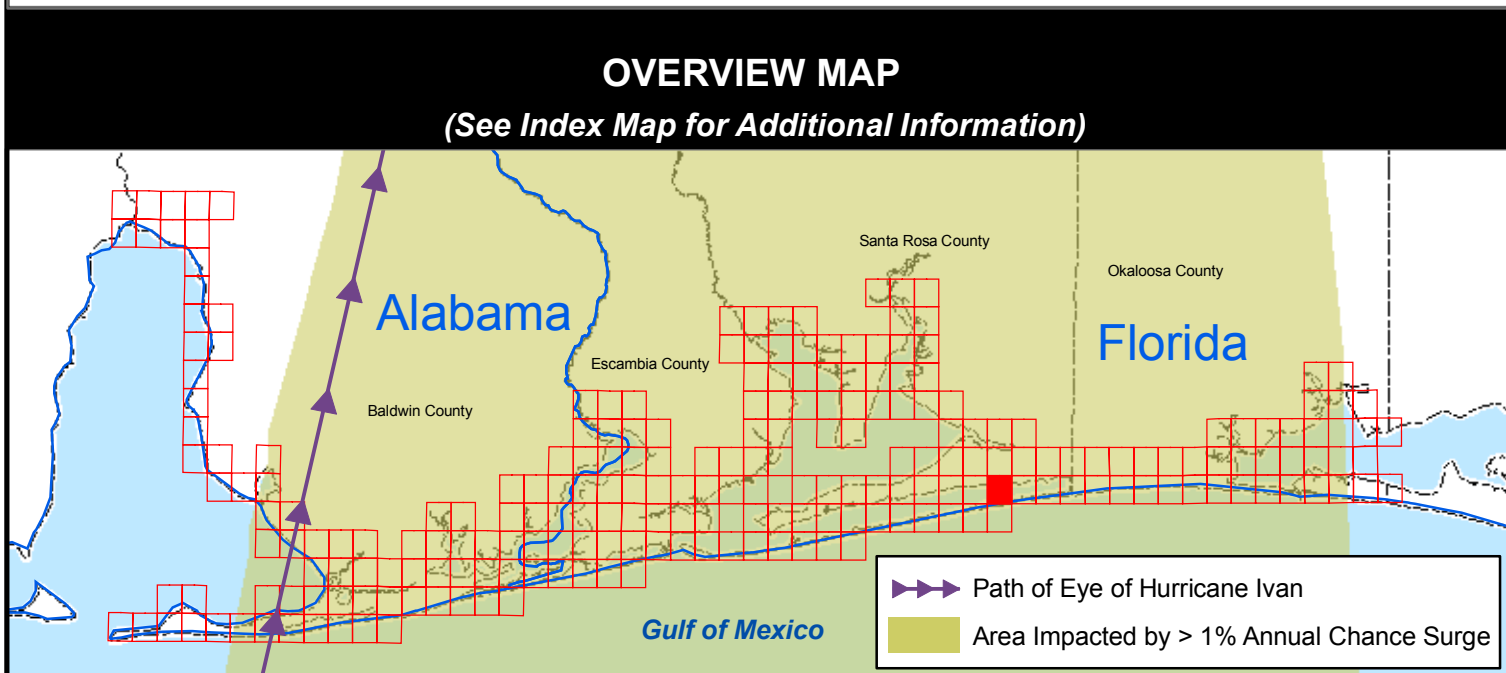 OVERVIEW MAP
(See Index Map for Additional Information)
Santa Rosa County
Okaloosa County
Alabama
Florida
Escambia County
Baldwin County
Path of Eye of Hurricane Ivan
Gulf of Mexico
Area Impacted by > 1% Annual Chance Surge